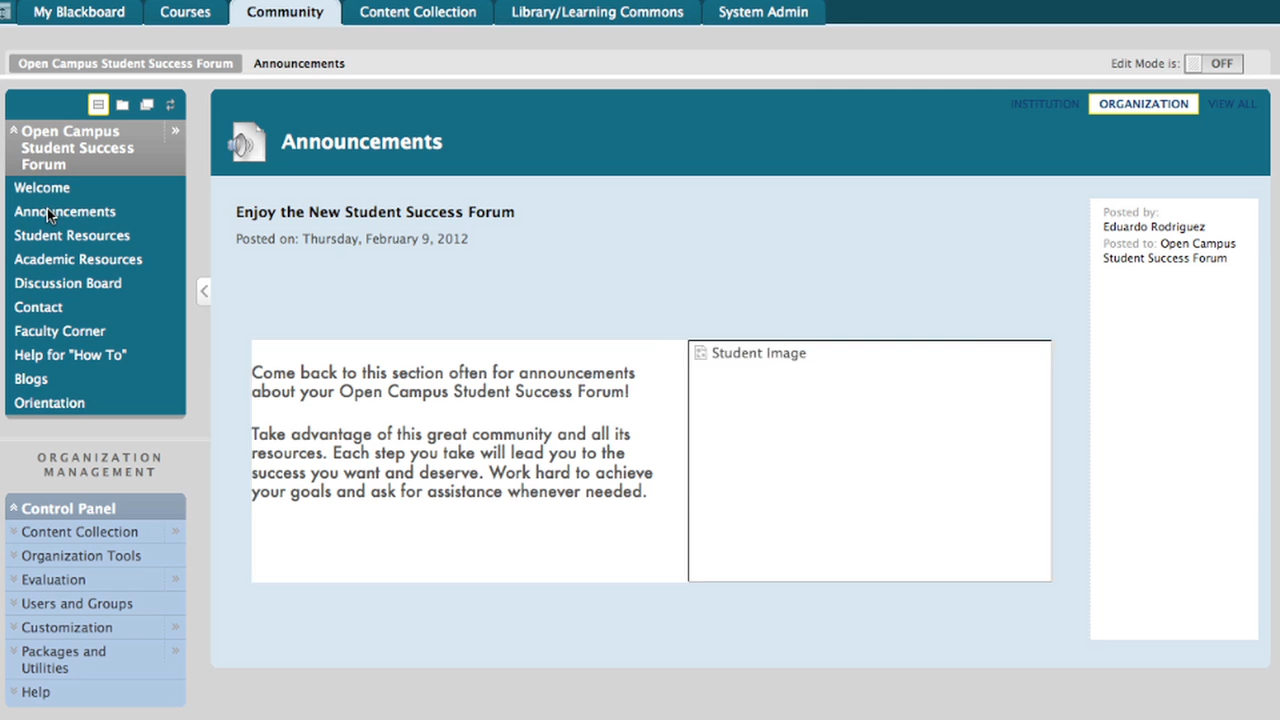 My Blackboard
Courses
Community
Content Collection
Library/Learning Commons
System Admin
Open Campus Student Success Forum
Announcements
Edit Mode is:
OFF
Open Campus
Student Success
Forum
Welcome
Announcements
Student Resources
Academic Resources
Discussion Board
Contact
Faculty Corner
Help for "How To"
Blogs
Orientation
ORGANIZATION
MANAGEMENT
Control Panel
Content Collection
Organization Tools
Evaluation
Users and Groups
Customization
Packages and
Utilities
Help
INSTITUTION
ORGANIZATION
VIEW ALL
Announcements
Enjoy the New Student Success Forum
Posted on: Thursday, February 9, 2012
Come back to this section often for announcements
about your Open Campus Student Success Forum!
Take advantage of this great community and all its
resources. Each step you take will lead you to the
success you want and deserve. Work hard to achieve
your goals and ask for assistance whenever needed.
Student Image
Posted by:
Eduardo Rodriguez
Posted to: Open Campus
Student Success Forum